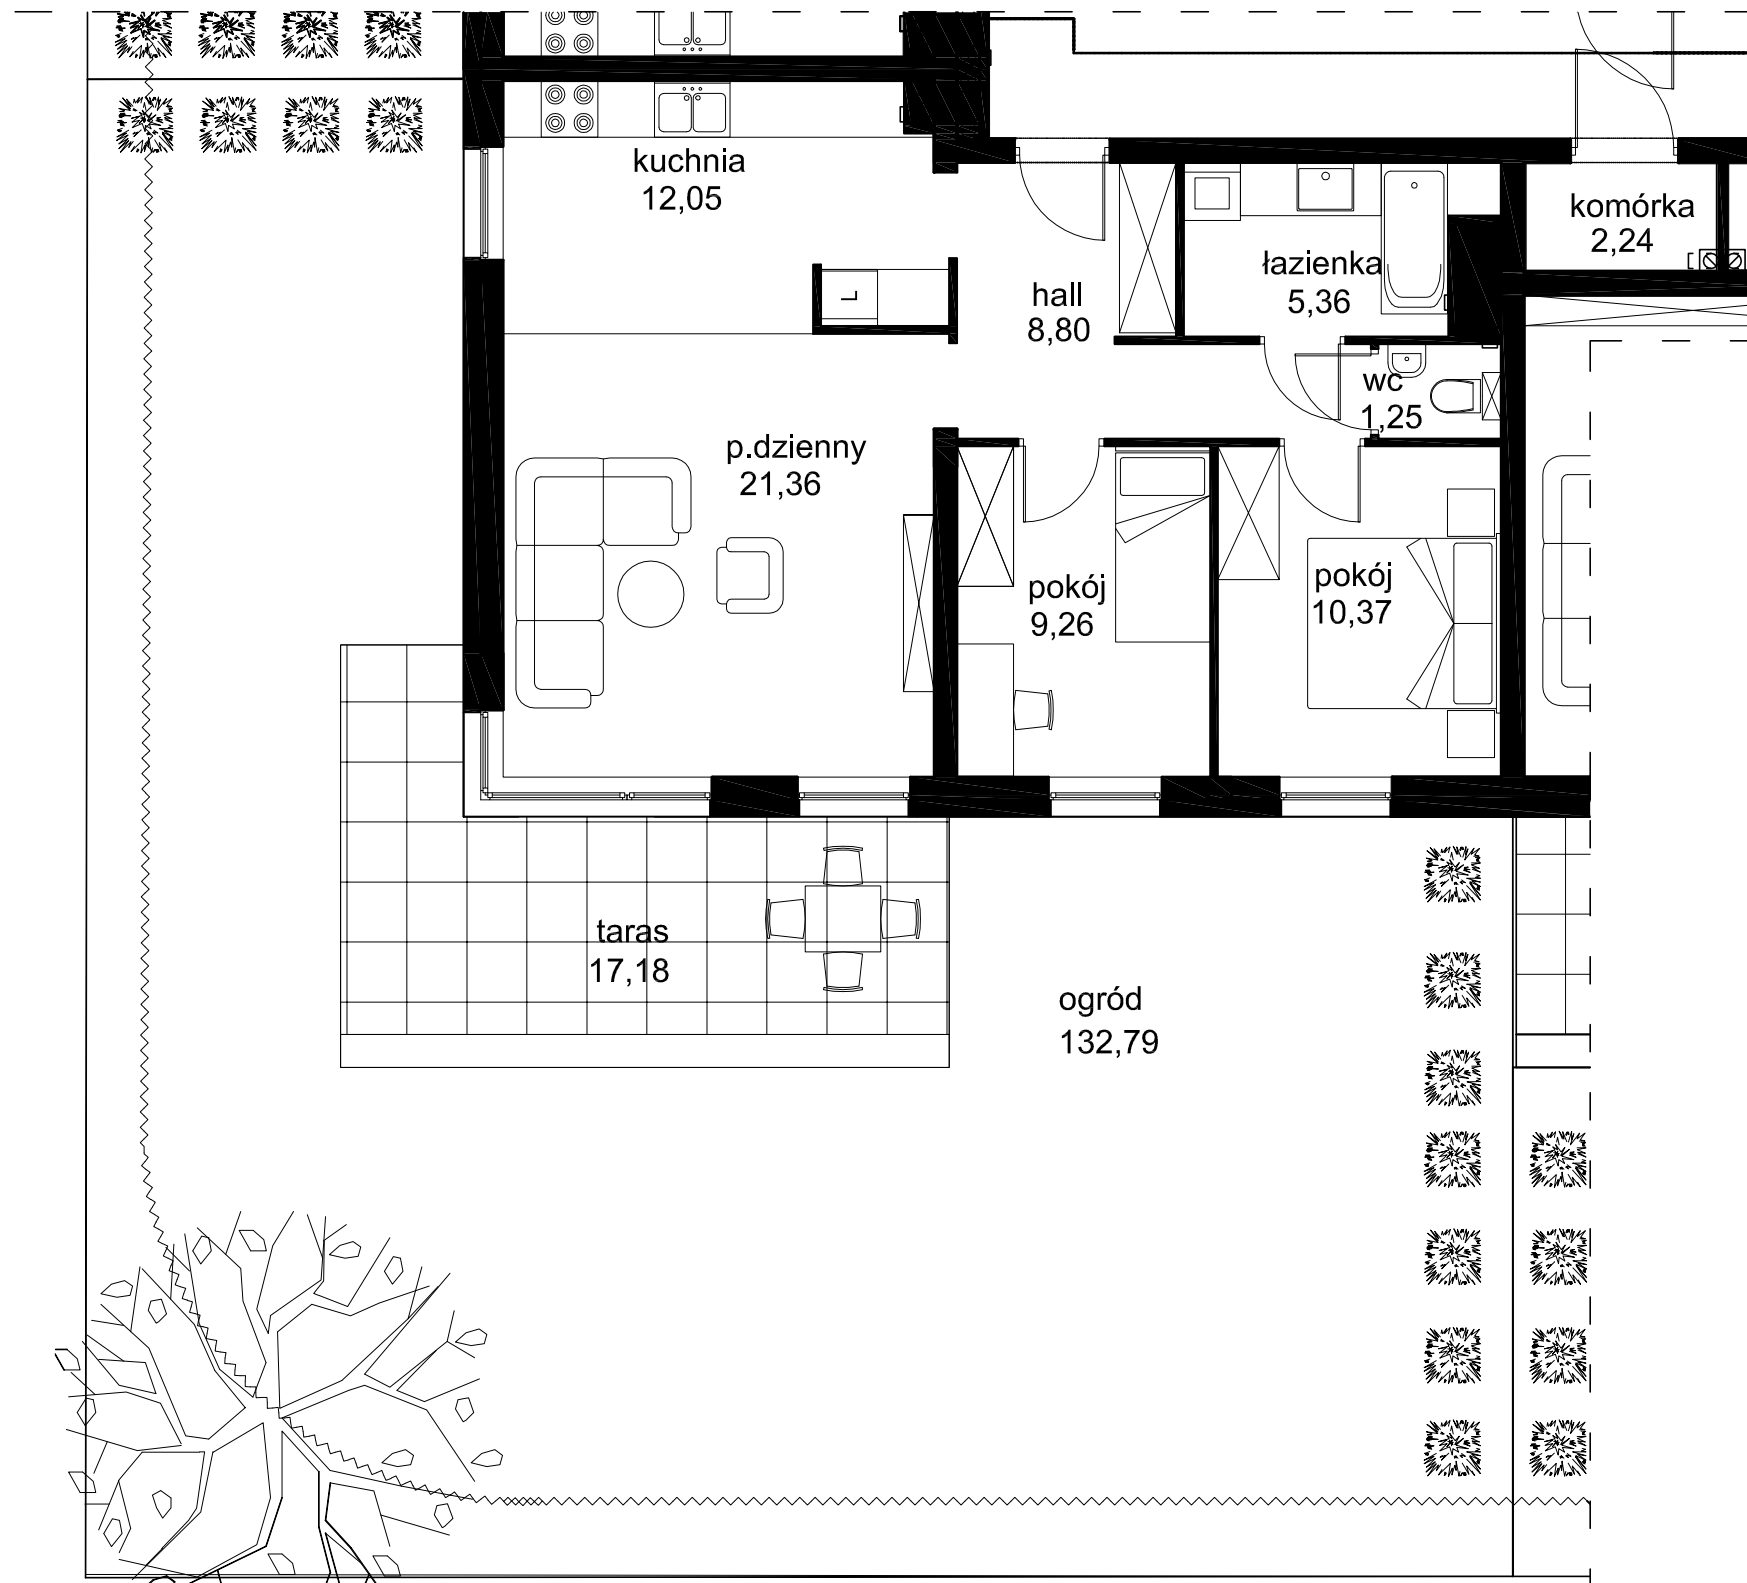 kuchnia
12,05
komórka
2,24
łazienka
5,36
hall
8,80
L
wc
1,25
p.dzienny
21,36
pokój
9,26
pokój
10,37
taras
17,18
ogród
132,79